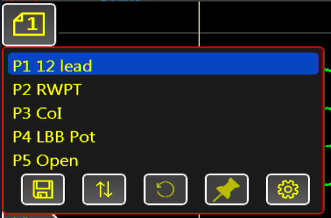 1
P1 12 lead
P2 RWPT
P3 CoI
P4 LBB Pot
P5 Open